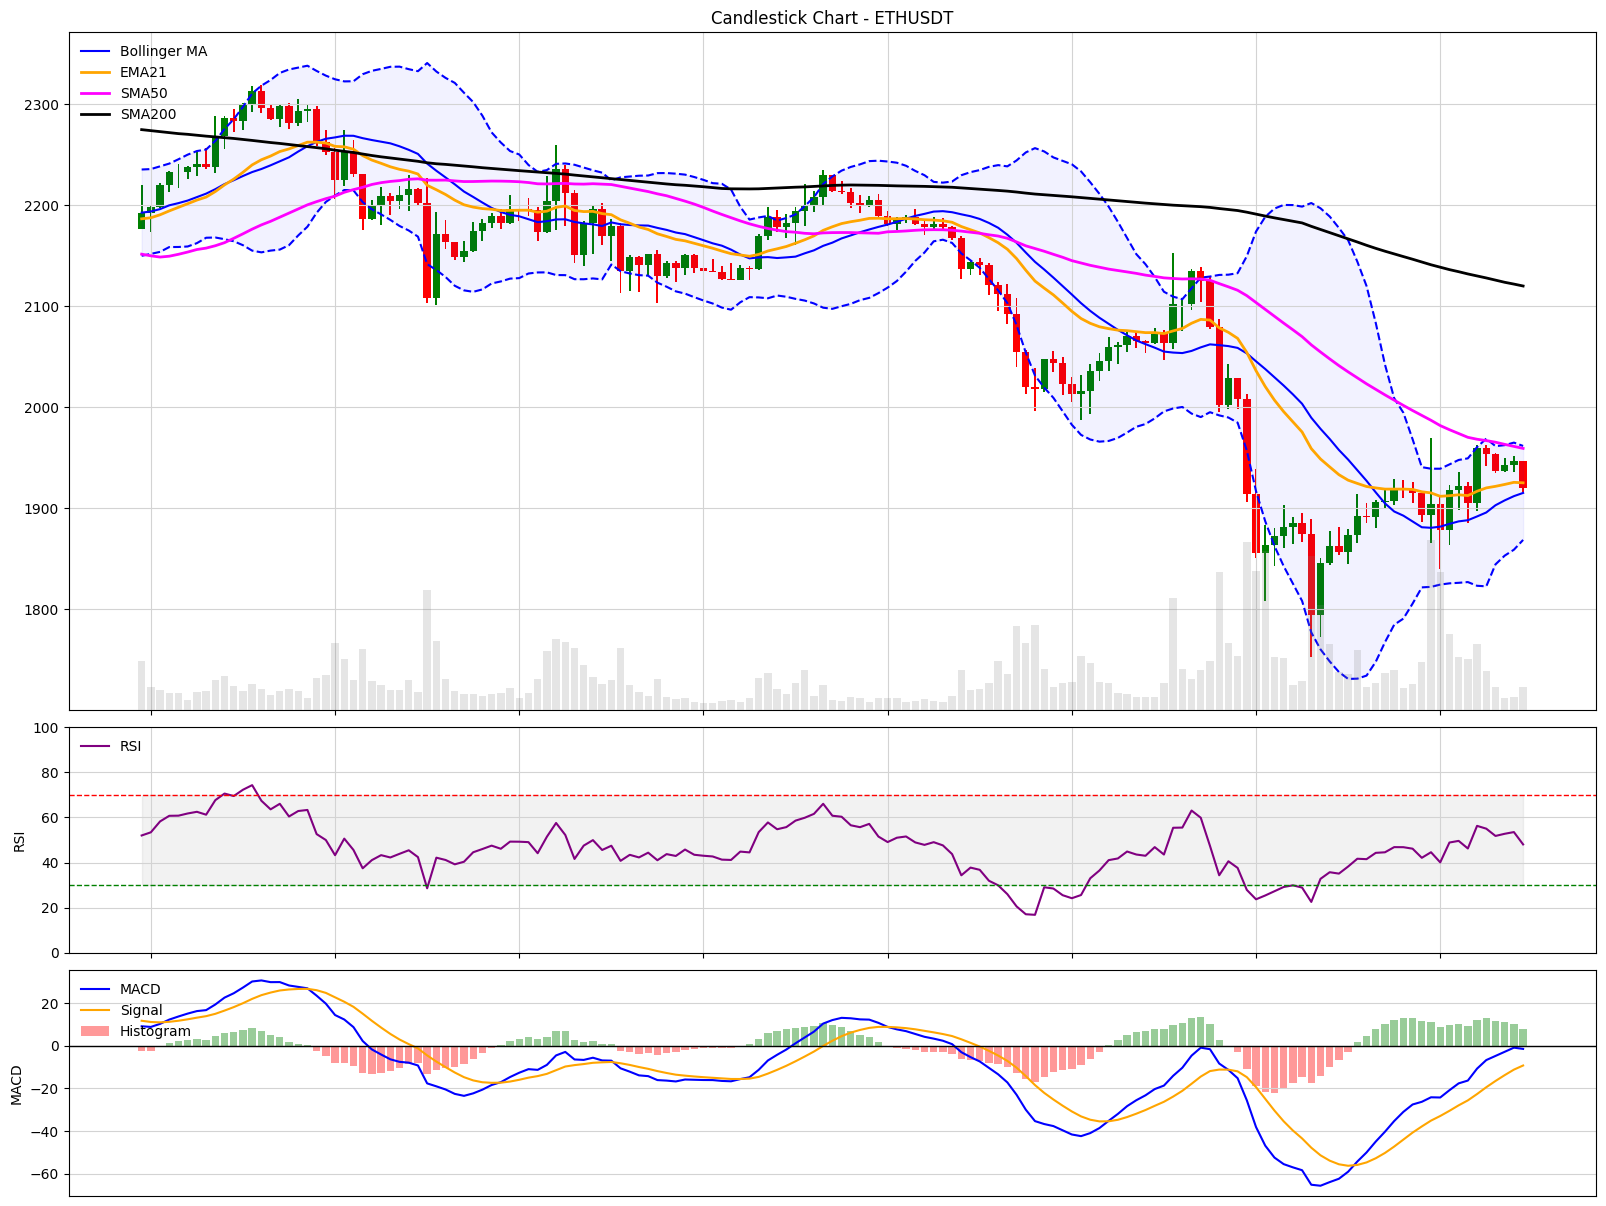 Candlestick Chart - ETHUSDT
Bollinger MA
EMA21
SMA50
SMA200
2300
2200
2100
2000
1900
1800
RSI
100
80
60
40
20
0
RSI
MACD
Signal
Histogram
20
0
−20
−40
−60
MACD